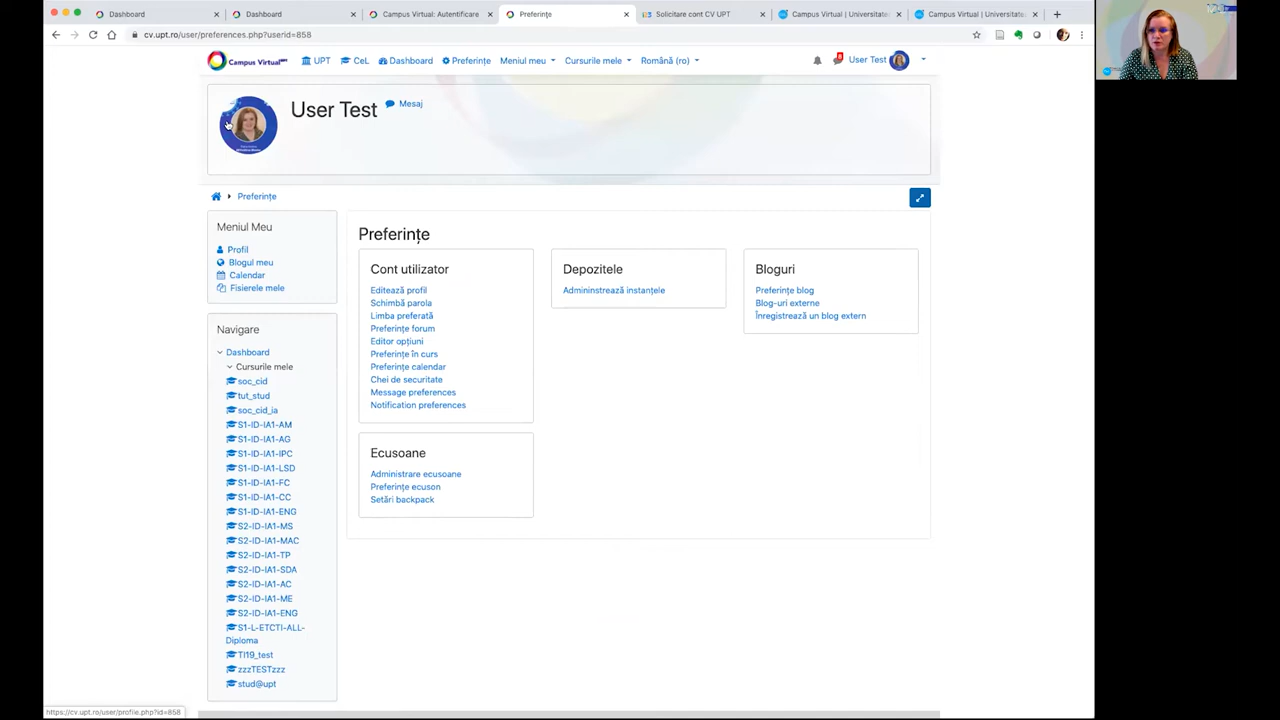 Dashboard
Dashboard
Campus Virtual: Autentificare
Preferințe
Solicitare cont CV UPT
Campus Virtual | Universitate
Campus Virtual | Universitate
cv.upt.ro/user/preferences.php?userid=858
Campus Virtual
UPT
CeL
Dashboard
Preferințe
Meniul meu
Cursurile mele
Română (ro)
User Test
User Test
Mesaj
Preferințe
Meniul Meu
Profil
Blogul meu
Calendar
Fisierele mele
Navigare
Dashboard
Cursurile mele
soc_cid
tut_stud
soc_cid_ia
S1-ID-IA1-AM
S1-ID-IA1-AG
S1-ID-IA1-IPC
S1-ID-IA1-LSD
S1-ID-IA1-FC
S1-ID-IA1-CC
S1-ID-IA1-ENG
S2-ID-IA1-MS
S2-ID-IA1-MAC
S2-ID-IA1-TP
S2-ID-IA1-SDA
S2-ID-IA1-AC
S2-ID-IA1-ME
S2-ID-IA1-ENG
S1-L-ETCTI-ALL-
Diploma
TI19_test
zzzTESTzzz
stud@upt
Preferințe
Cont utilizator
Editează profil
Schimbă parola
Limba preferată
Preferințe forum
Editor opțiuni
Preferințe în curs
Preferințe calendar
Chei de securitate
Message preferences
Notification preferences
Ecusoane
Administrare ecusoane
Preferințe ecuson
Setări backpack
Depozitele
Admininstrează instanțele
Bloguri
Preferințe blog
Blog-uri externe
Înregistrează un blog extern
https://cv.upt.ro/user/profile.php?id=858